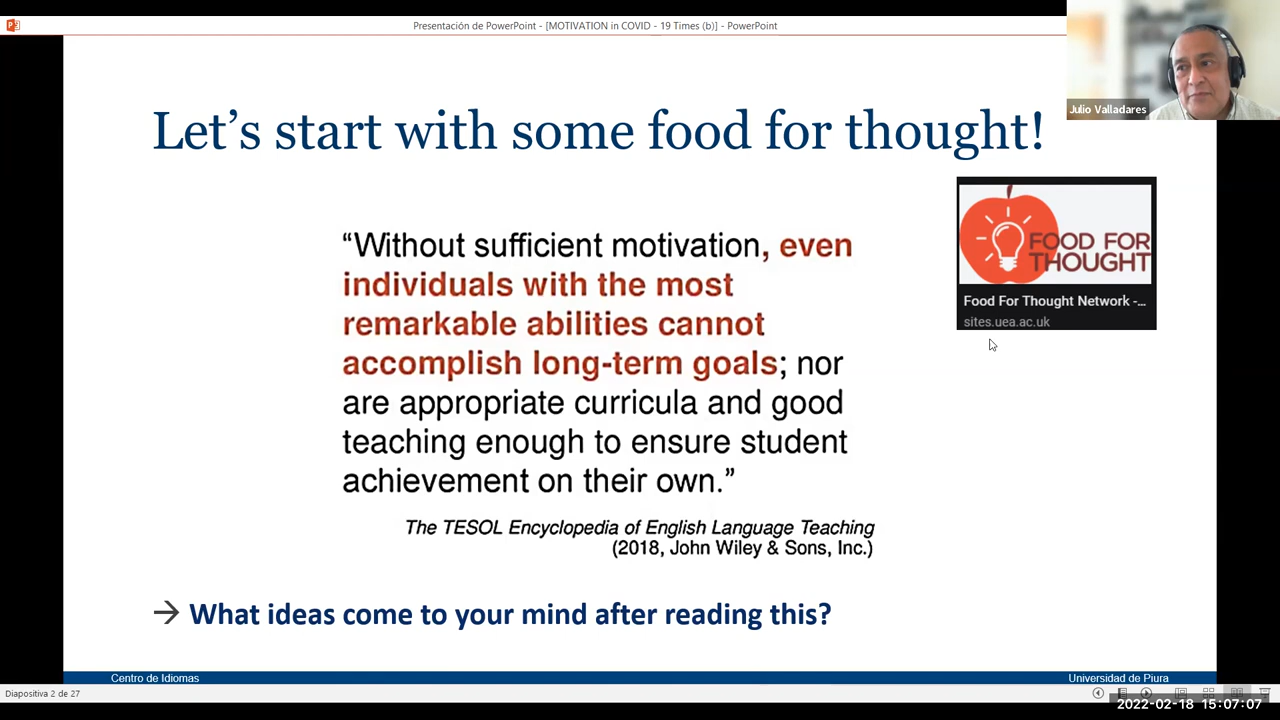 Presentación de PowerPoint - [MOTIVATION in COVID - 19 Times (b)] - PowerPoint
Julio Valladares
Let's start with some food for thought!
“Without sufficient motivation, even
individuals with the most
remarkable abilities cannot
accomplish long-term goals; nor
are appropriate curricula and good
teaching enough to ensure student
achievement on their own.”
The TESOL Encyclopedia of English Language Teaching
(2018, John Wiley & Sons, Inc.)
FOOD FOR
THOUGHT
Food For Thought Network -...
sites.uea.ac.uk
→ What ideas come to your mind after reading this?
Centro de Idiomas
Universidad de Piura
Diapositiva 2 de 27
2022-02-18 15:07:07